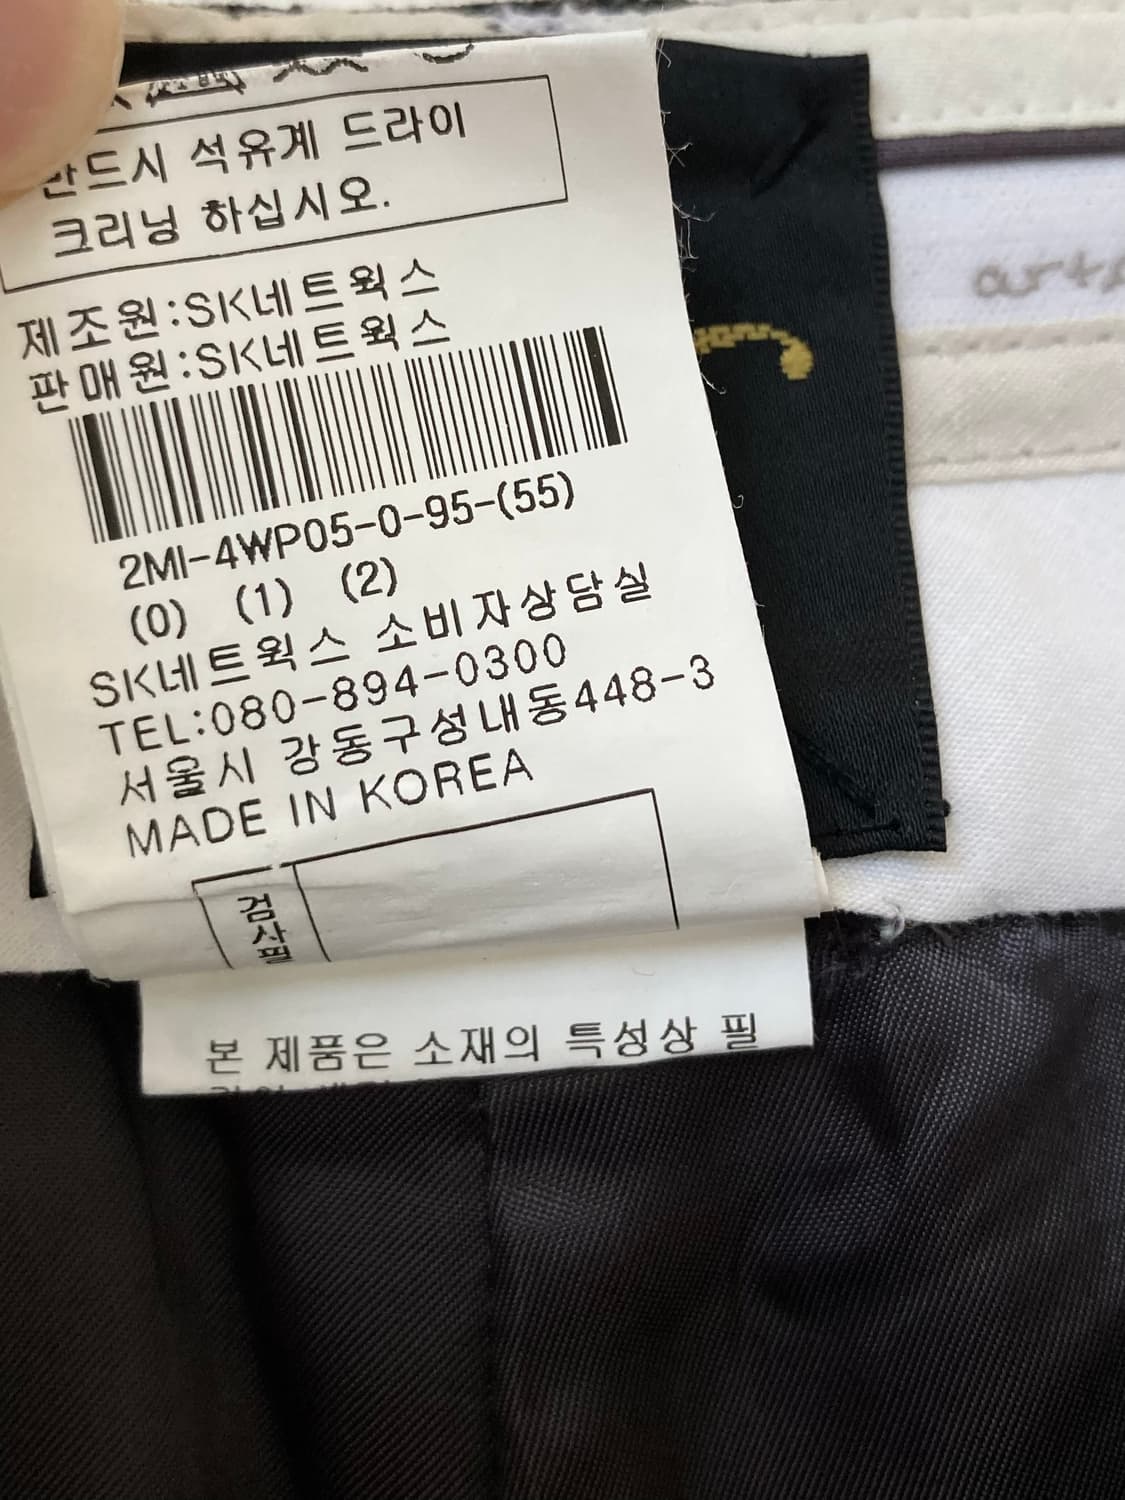 반드시 석유계 드라이
크리닝 하십시오.
제조원:SK네트웍스
판매원:SK네트웍스
2MI-4WP05-0-95-(55)
(0) (1) (2)
SK네트웍스 소비자상담실
TEL:080-894-0300
서울시 강동구성내동448-3
MADE IN KOREA
검사필
본 제품은 소재의 특성상 필